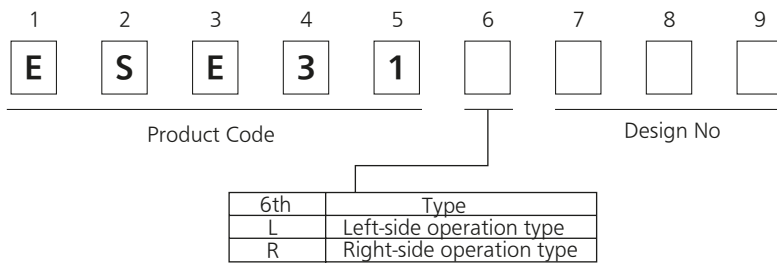 1 2 3 4 5 6 7 8 9
E S E 3 1
Product Code
Design No
6th Type
L Left-side operation type
R Right-side operation type